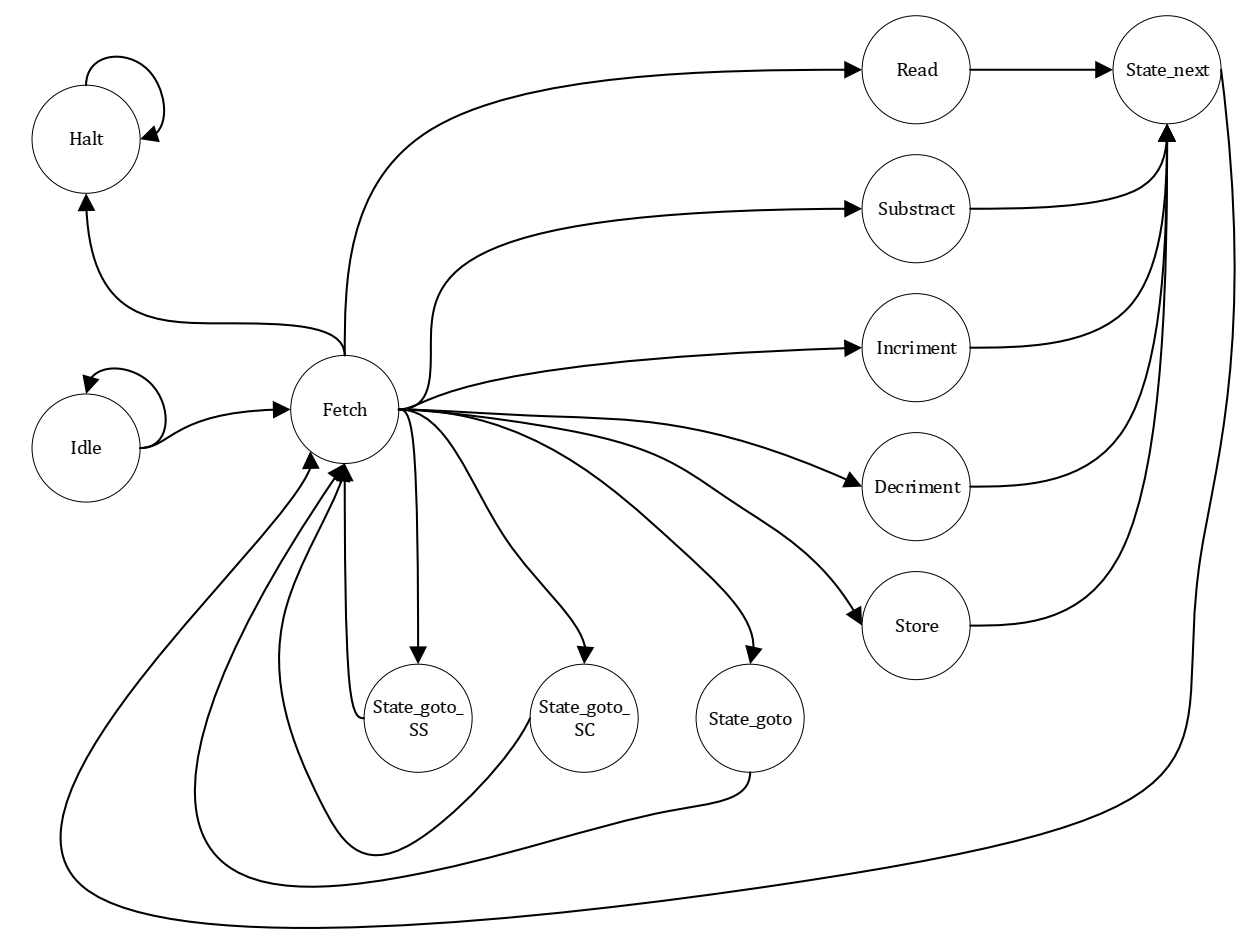 Read
State_next
Halt
Substract
Incriment
Fetch
Idle
Decriment
Store
State_goto_
SS
State_goto_
SC
State_goto